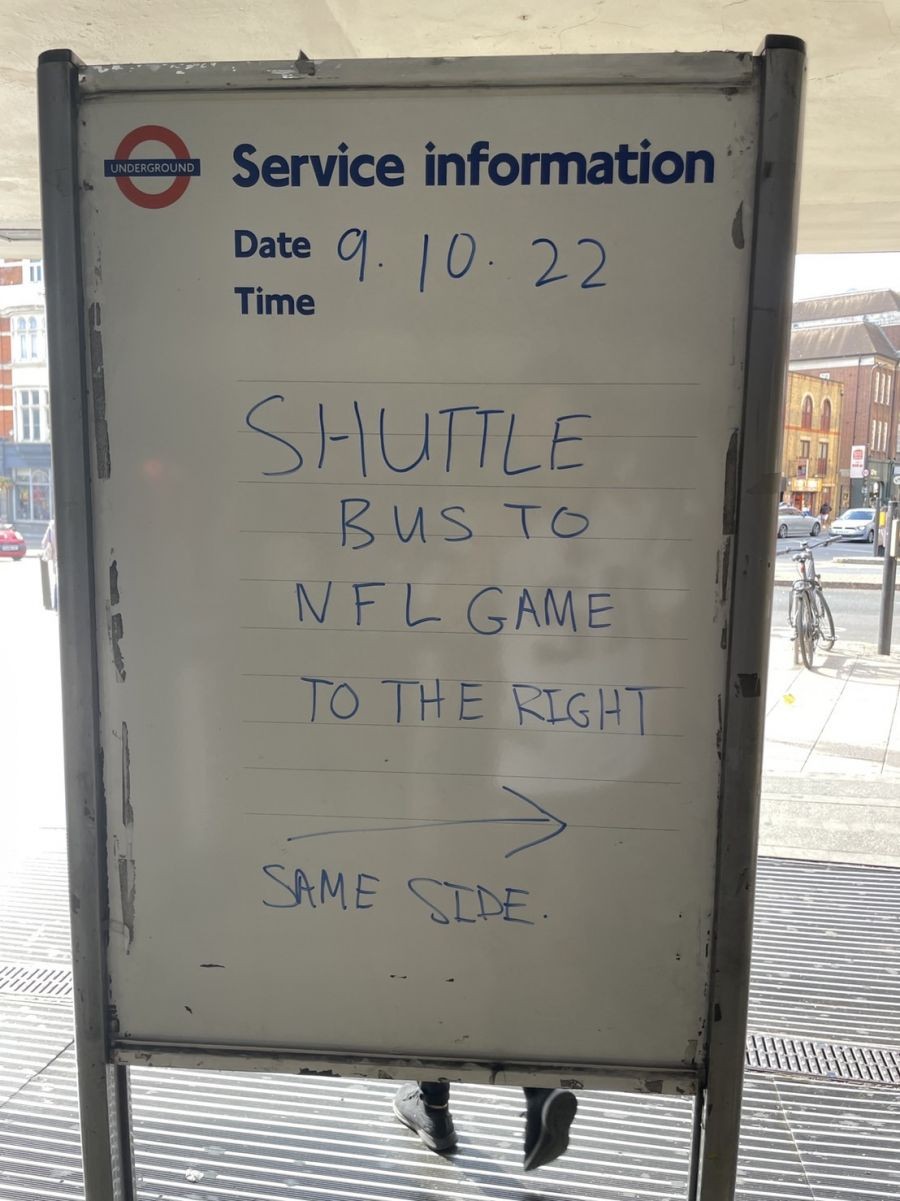 UNDERGROUND
Service information
Date 9.10.22
Time
SHUTTLE
BUS TO
NFL GAME
TO THE RIGHT
SAME SIDE.